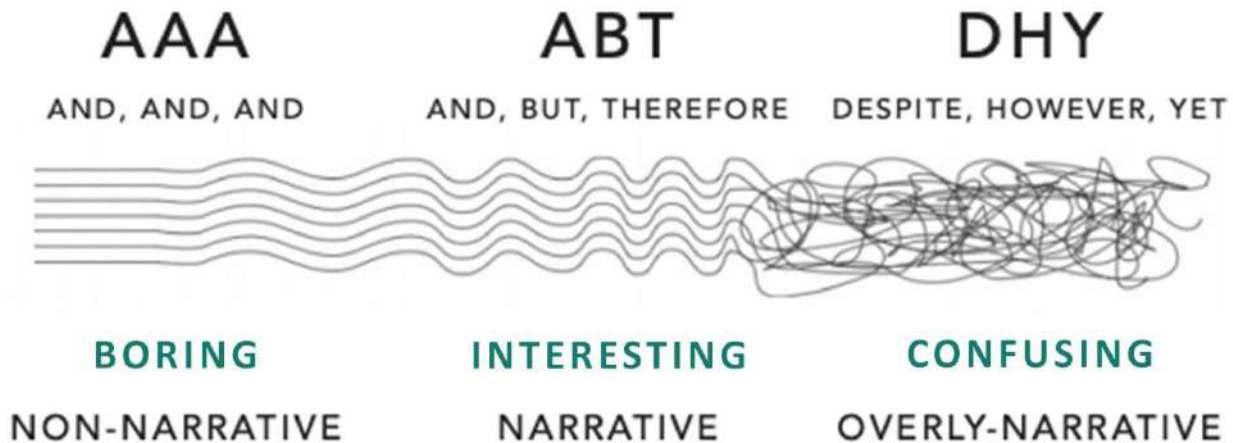 AAA ABT DHY
AND, AND, AND AND, BUT, THEREFORE DESPITE, HOWEVER, YET
BORING INTERESTING CONFUSING
NON-NARRATIVE NARRATIVE OVERLY-NARRATIVE